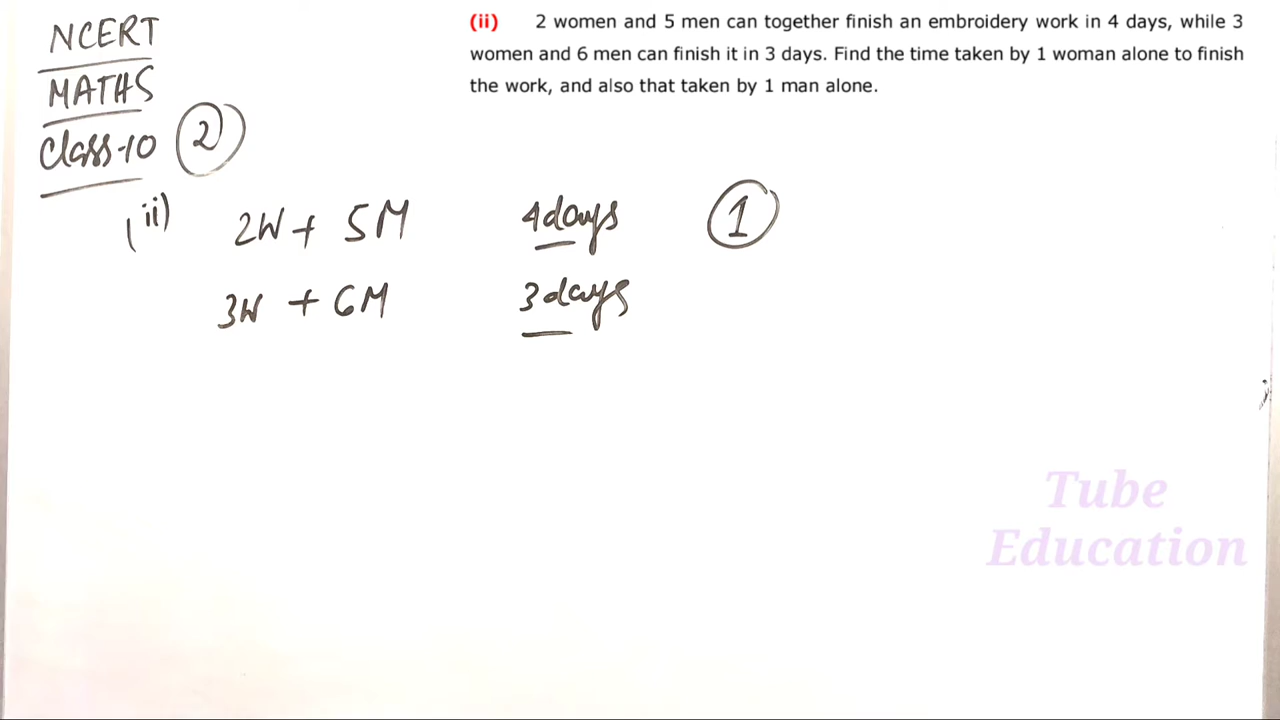 NCERT
MATHS
Class-10 (2)
(ii) 2 women and 5 men can together finish an embroidery work in 4 days, while 3
women and 6 men can finish it in 3 days. Find the time taken by 1 woman alone to finish
the work, and also that taken by 1 man alone.
(ii) 2W + 5M 4days (1)
3W + 6M 3days
Tube
Education